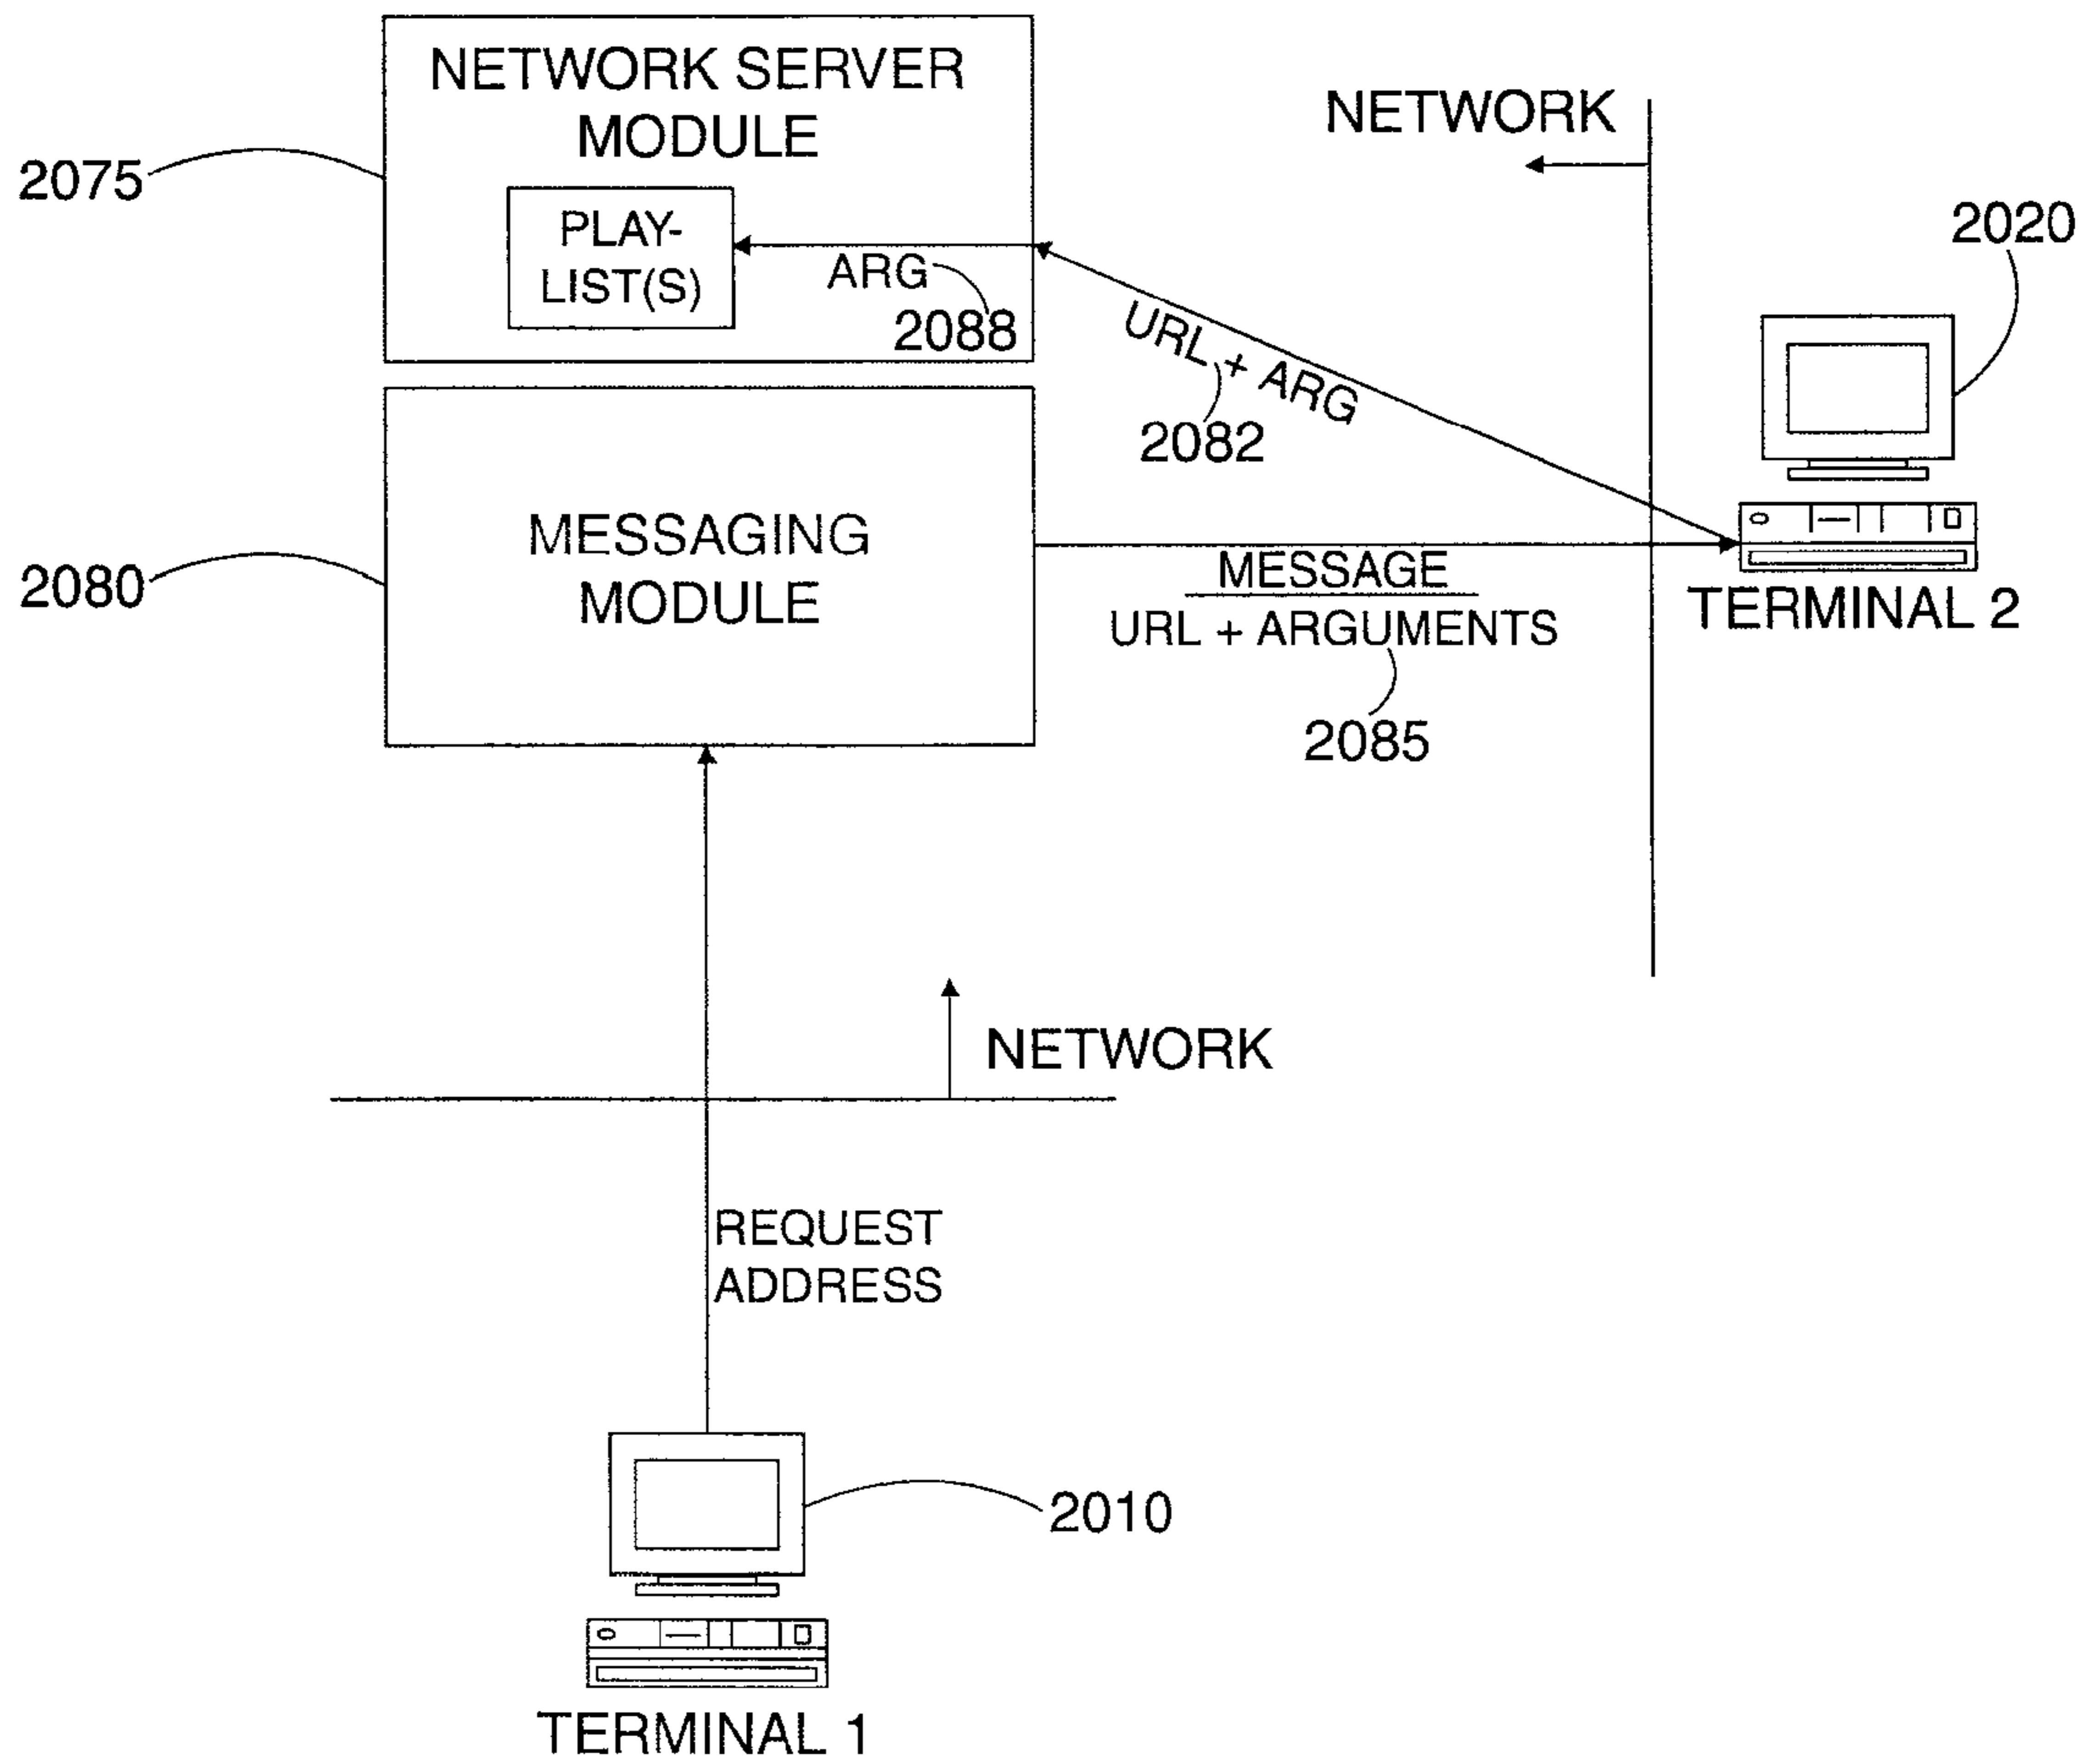 NETWORK SERVER
MODULE
NETWORK
2075
PLAY-
LIST(S)
ARG
2088
2020
URL + ARG
2082
MESSAGING
MODULE
2080
MESSAGE
URL + ARGUMENTS
2085
TERMINAL 2
NETWORK
REQUEST
ADDRESS
2010
TERMINAL 1